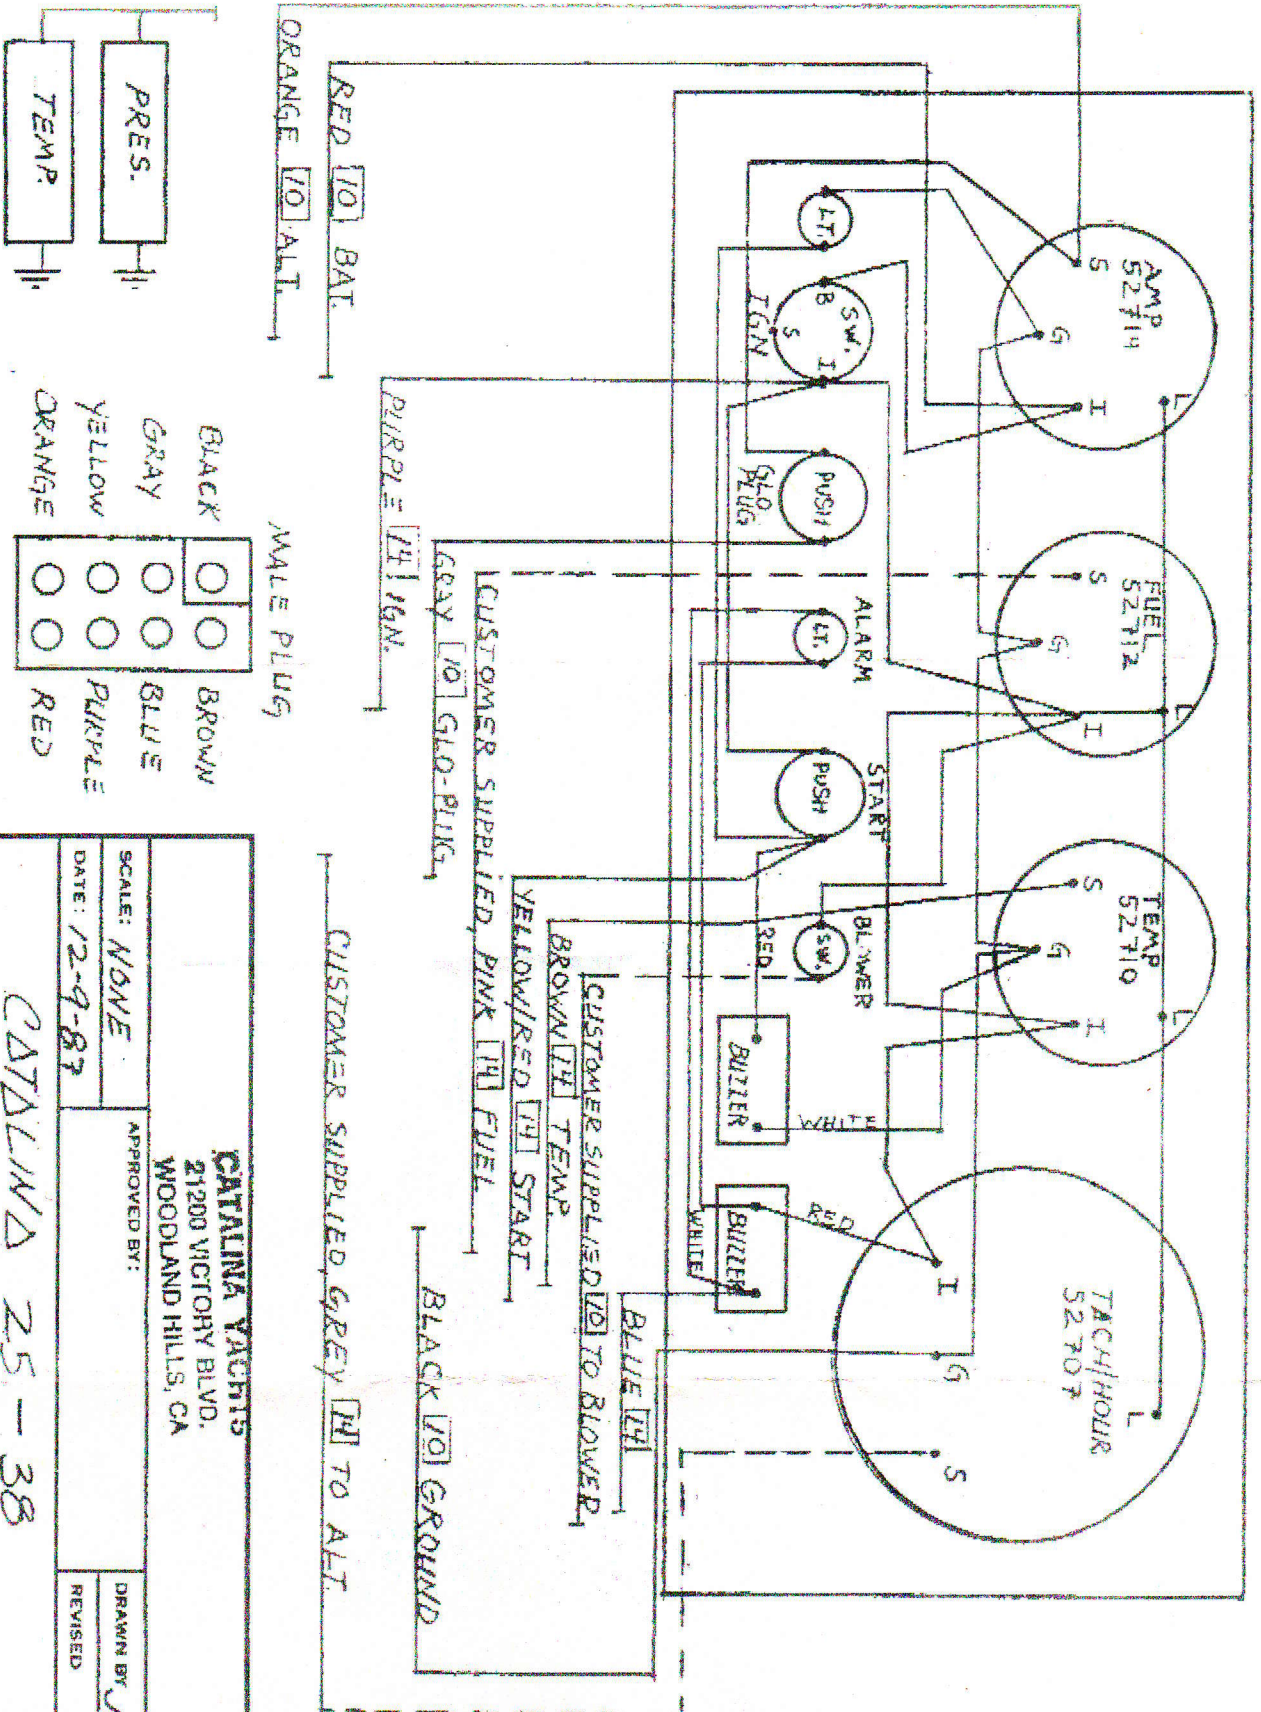 AMP
52714
S
G
I
L
FUEL
52712
S
G
I
L
TEMP
52710
S
G
I
L
TACH/HOUR
52707
I
G
S
L
LT.
SW.
B
I
S
IGN
PUSH
GLO
PLUG
ALARM
LT.
START
PUSH
BLOWER
SW.
RED
BUZZER
WHITE
RED
BUZZER
WHITE
BLUE 14
CUSTOMER SUPPLIED 10 TO BLOWER
BROWN 14 TEMP.
YELLOW/RED 14 START
CUSTOMER SUPPLIED, PINK 14 FUEL
GRAY 10 GLO-PLUG
PURPLE 14 IGN.
BLACK 10 GROUND
RED 10 BAT.
ORANGE 10 ALT.
CUSTOMER SUPPLIED, GREY 14 TO ALT.
PRES.
TEMP.
MALE PLUG
BLACK
BROWN
GRAY
BLUE
YELLOW
PURPLE
ORANGE
RED
CATALINA YACHTS
21200 VICTORY BLVD.
WOODLAND HILLS, CA
SCALE: NONE
APPROVED BY:
DRAWN BY
DATE: 12-9-87
REVISED
CATALINA 25-38